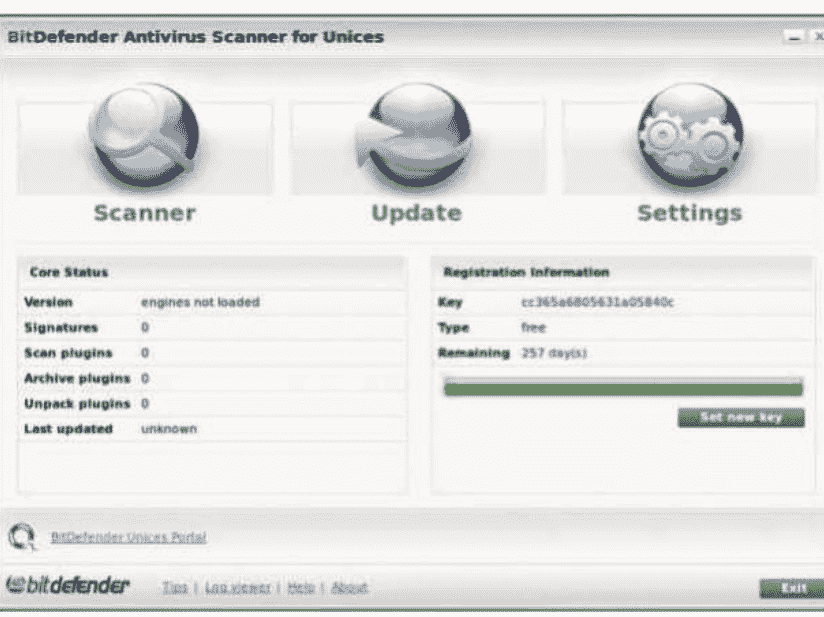 BitDefender Antivirus Scanner for Unices
Scanner Update Settings
Core Status
Version engines not loaded
Signatures 0
Scan plugins 0
Archive plugins 0
Unpack plugins 0
Last updated unknown
Registration Information
Key cc365a6805631a05840c
Type free
Remaining 257 day(s)
Set new key
BitDefender Unices Portal
bitdefender Tips | Log viewer | Help | About
Exit